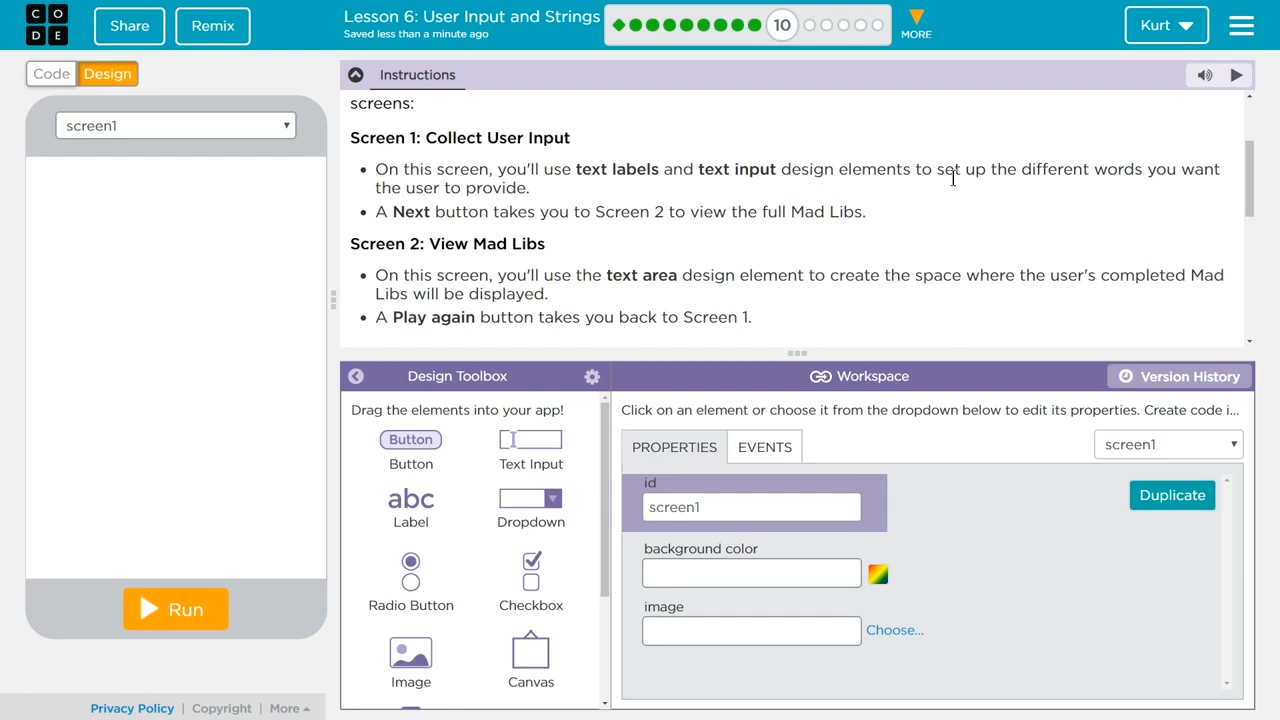 C O
D E
Share
Remix
Lesson 6: User Input and Strings
Saved less than a minute ago
10
MORE
Kurt
Code
Design
Instructions
screen1
screens:
Screen 1: Collect User Input
• On this screen, you'll use text labels and text input design elements to set up the different words you want
the user to provide.
• A Next button takes you to Screen 2 to view the full Mad Libs.
Screen 2: View Mad Libs
• On this screen, you'll use the text area design element to create the space where the user's completed Mad
Libs will be displayed.
• A Play again button takes you back to Screen 1.
Design Toolbox
Workspace
Version History
Drag the elements into your app!
Click on an element or choose it from the dropdown below to edit its properties. Create code i...
Button
Button
Text Input
abc
Label
Dropdown
Radio Button
Checkbox
Image
Canvas
PROPERTIES
EVENTS
screen1
id
screen1
Duplicate
background color
image
Choose...
Run
Privacy Policy | Copyright | More